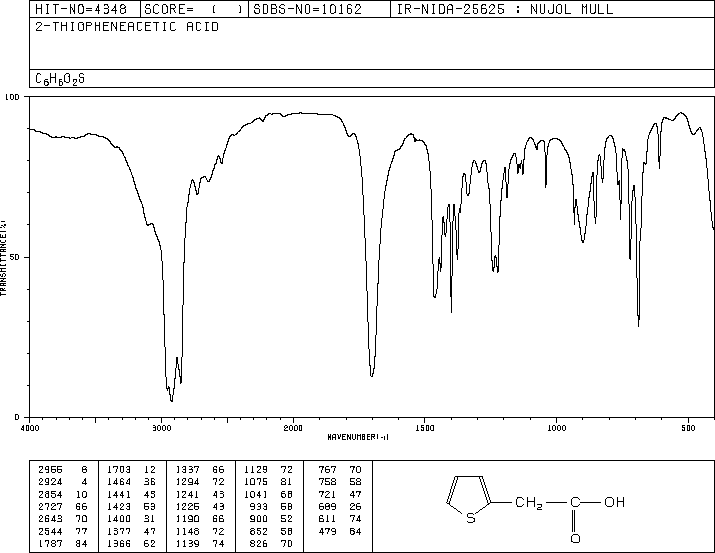 HIT-NO=4348 SCORE= ( ) SDBS-NO=10162 IR-NIDA-25625 : NUJOL MULL
2-THIOPHENEACETIC ACID
C6H6O2S
100
50
0
TRANSMITTANCE(%)
4000 3000 2000 1500 1000 500
WAVENUMBER(-1)
2955 6 1703 12 1337 66 1129 72 767 70
2924 4 1464 36 1294 72 1075 81 758 58
2854 10 1441 45 1241 43 1041 68 721 47
2727 66 1423 53 1225 43 933 58 689 26
2643 70 1400 31 1190 66 900 52 611 74
2544 77 1377 47 1148 72 852 58 479 84
1787 84 1366 62 1139 74 826 70
S CH2 C OH
O